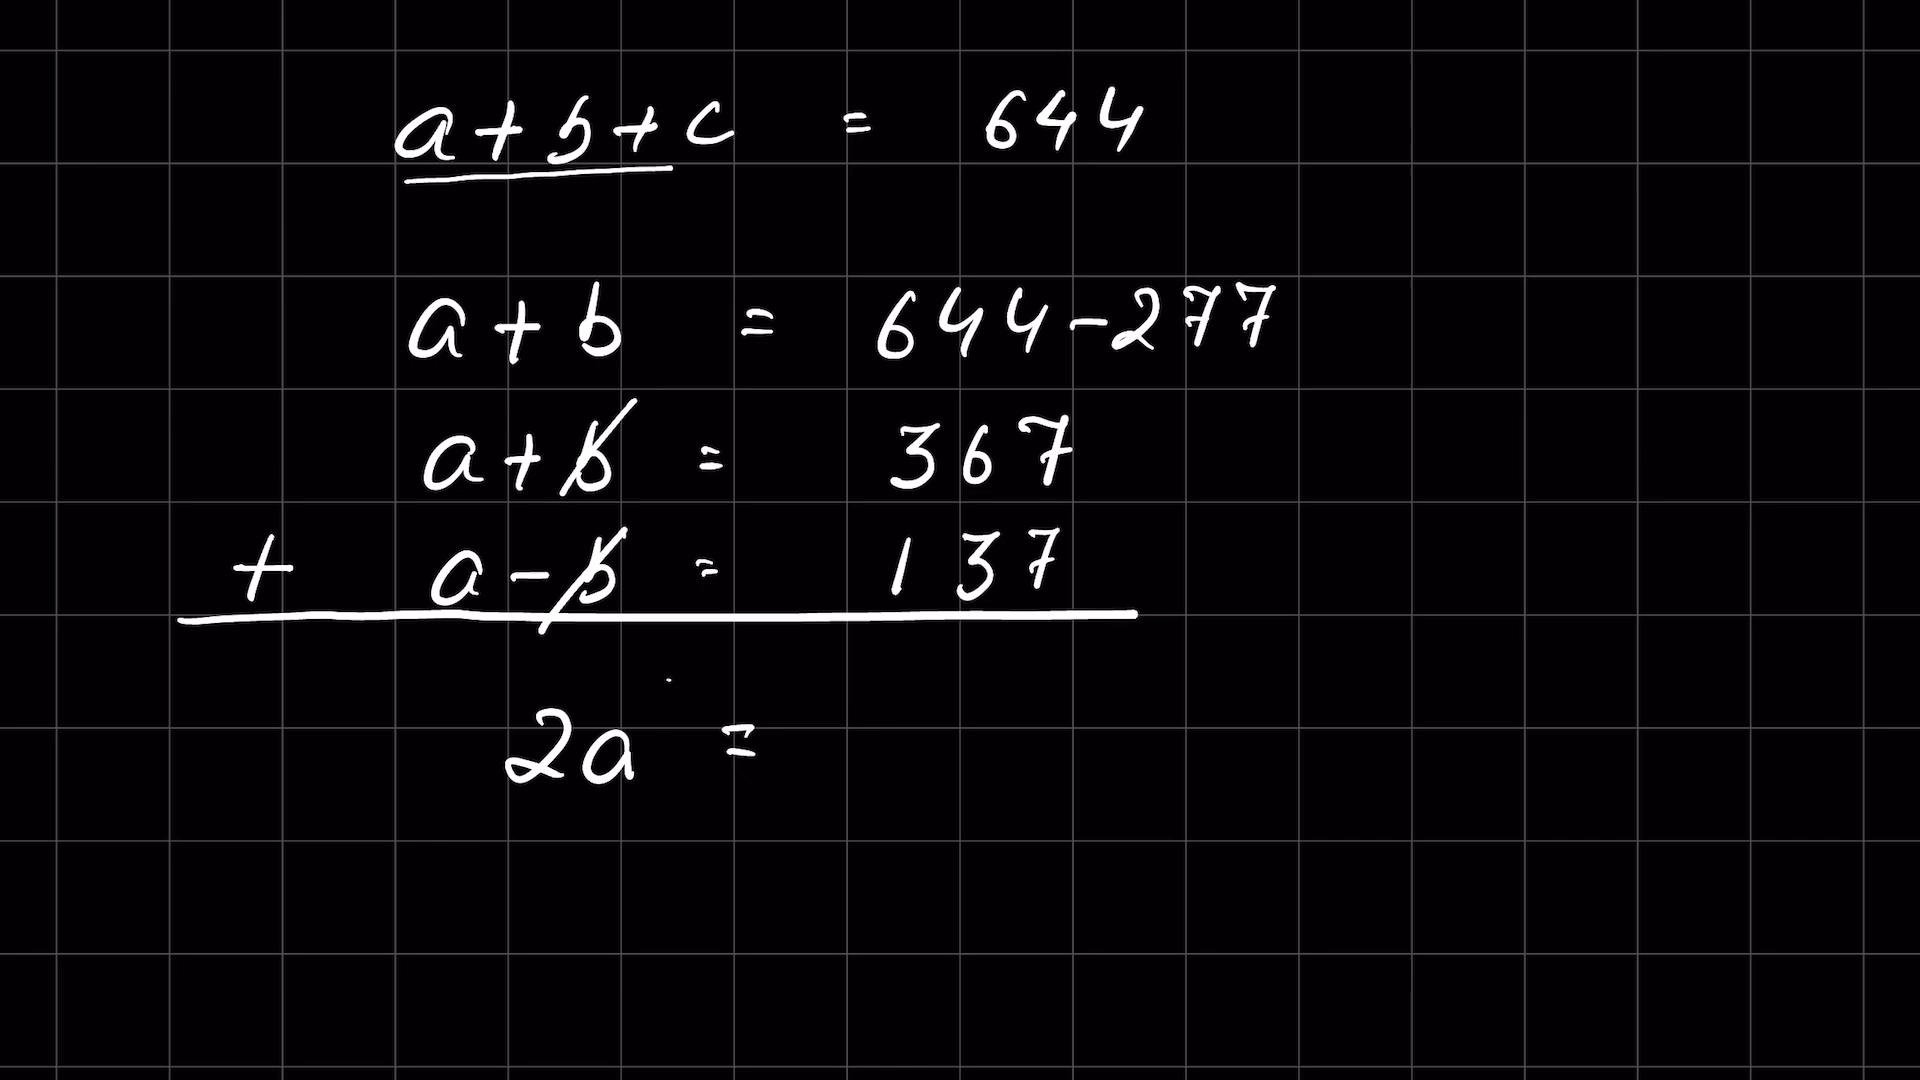 a + b + c = 644
a + b = 644 - 277
a + b = 367
+ a - b = 137
2a =